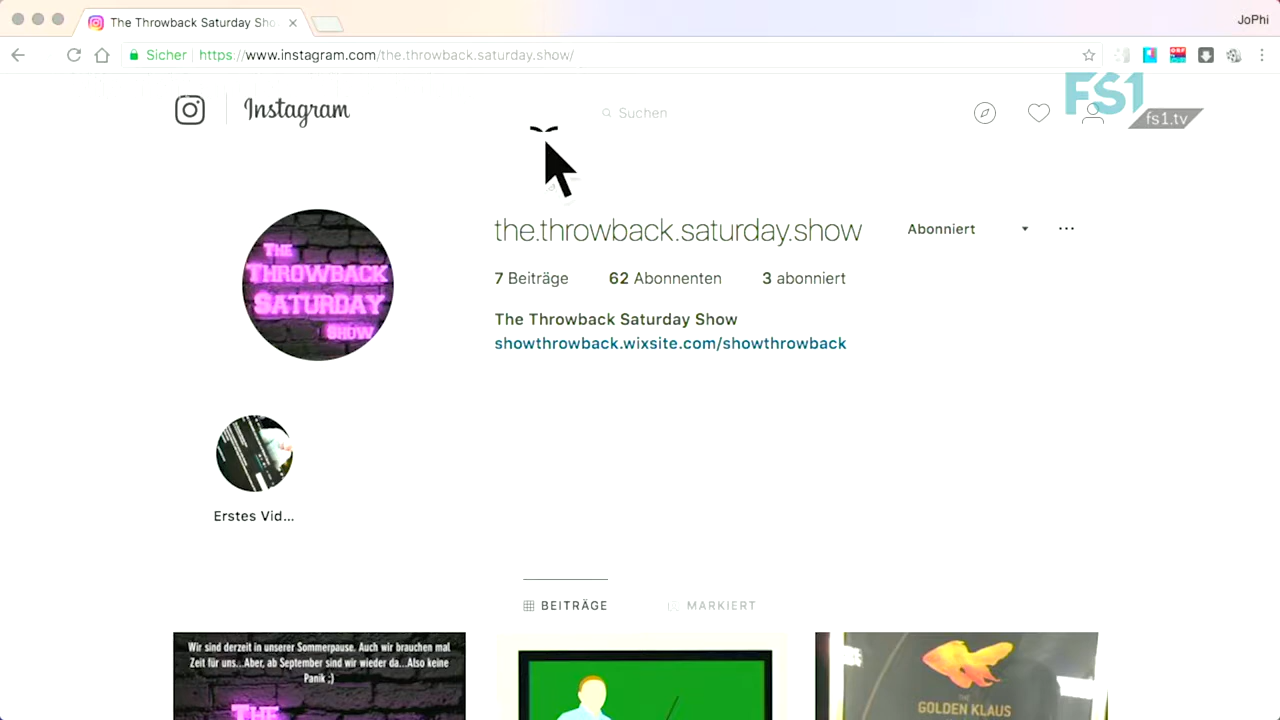 The Throwback Saturday Sho
JoPhi
Sicher
https://www.instagram.com/the.throwback.saturday.show/
FS1
fs1.tv
Instagram
Suchen
the.throwback.saturday.show
Abonniert
7 Beiträge 62 Abonnenten 3 abonniert
The Throwback Saturday Show
showthrowback.wixsite.com/showthrowback
THE
THROWBACK
SATURDAY
SHOW
Erstes Vid...
BEITRÄGE
MARKIERT
Wir sind derzeit in unserer Sommerpause. Auch wir brauchen mal
Zeit für uns...Aber, ab September sind wir wieder da...Also keine
Panik ;)
THE
THE
GOLDEN KLAUS